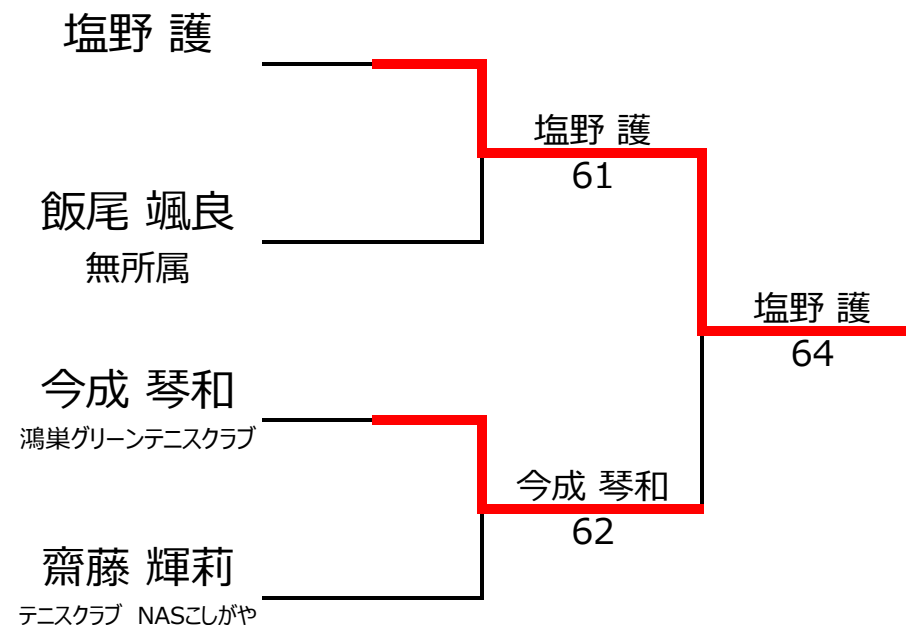 塩野 護
飯尾 颯良
無所属
今成 琴和
鴻巣グリーンテニスクラブ
齋藤 輝莉
テニスクラブ NASこしがや
塩野 護
61
今成 琴和
62
塩野 護
64